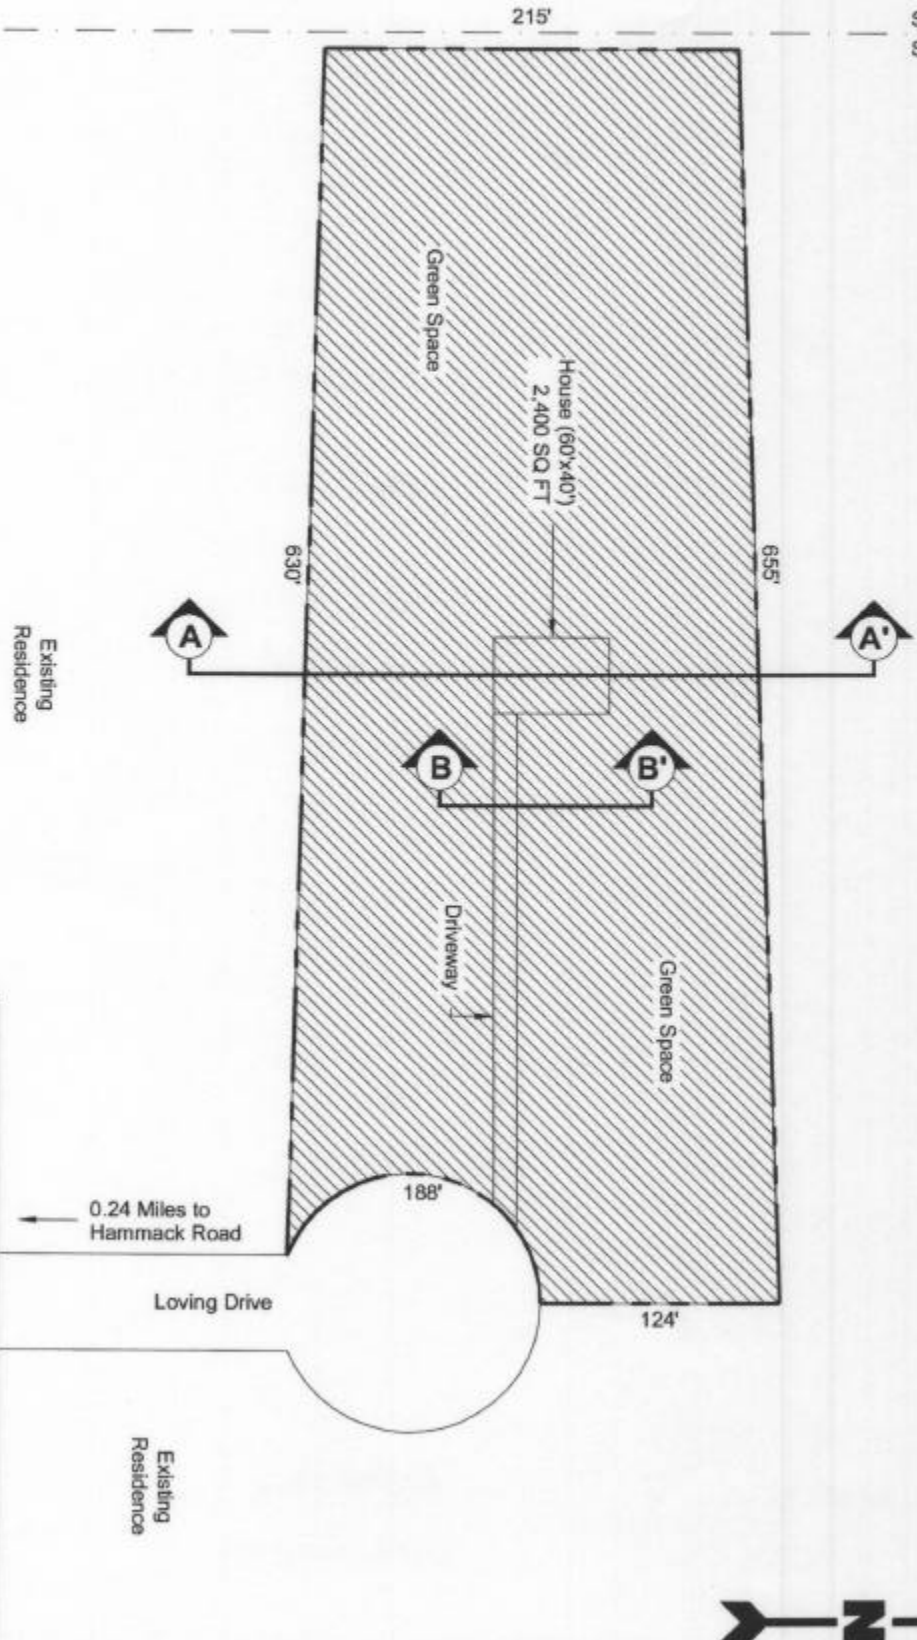 215'
Green Space
House (60'x40')
2,400 SQ FT
630'
655'
A
A'
Existing
Residence
B
B'
Driveway
Green Space
188'
0.24 Miles to
Hammack Road
Loving Drive
124'
Existing
Residence
N